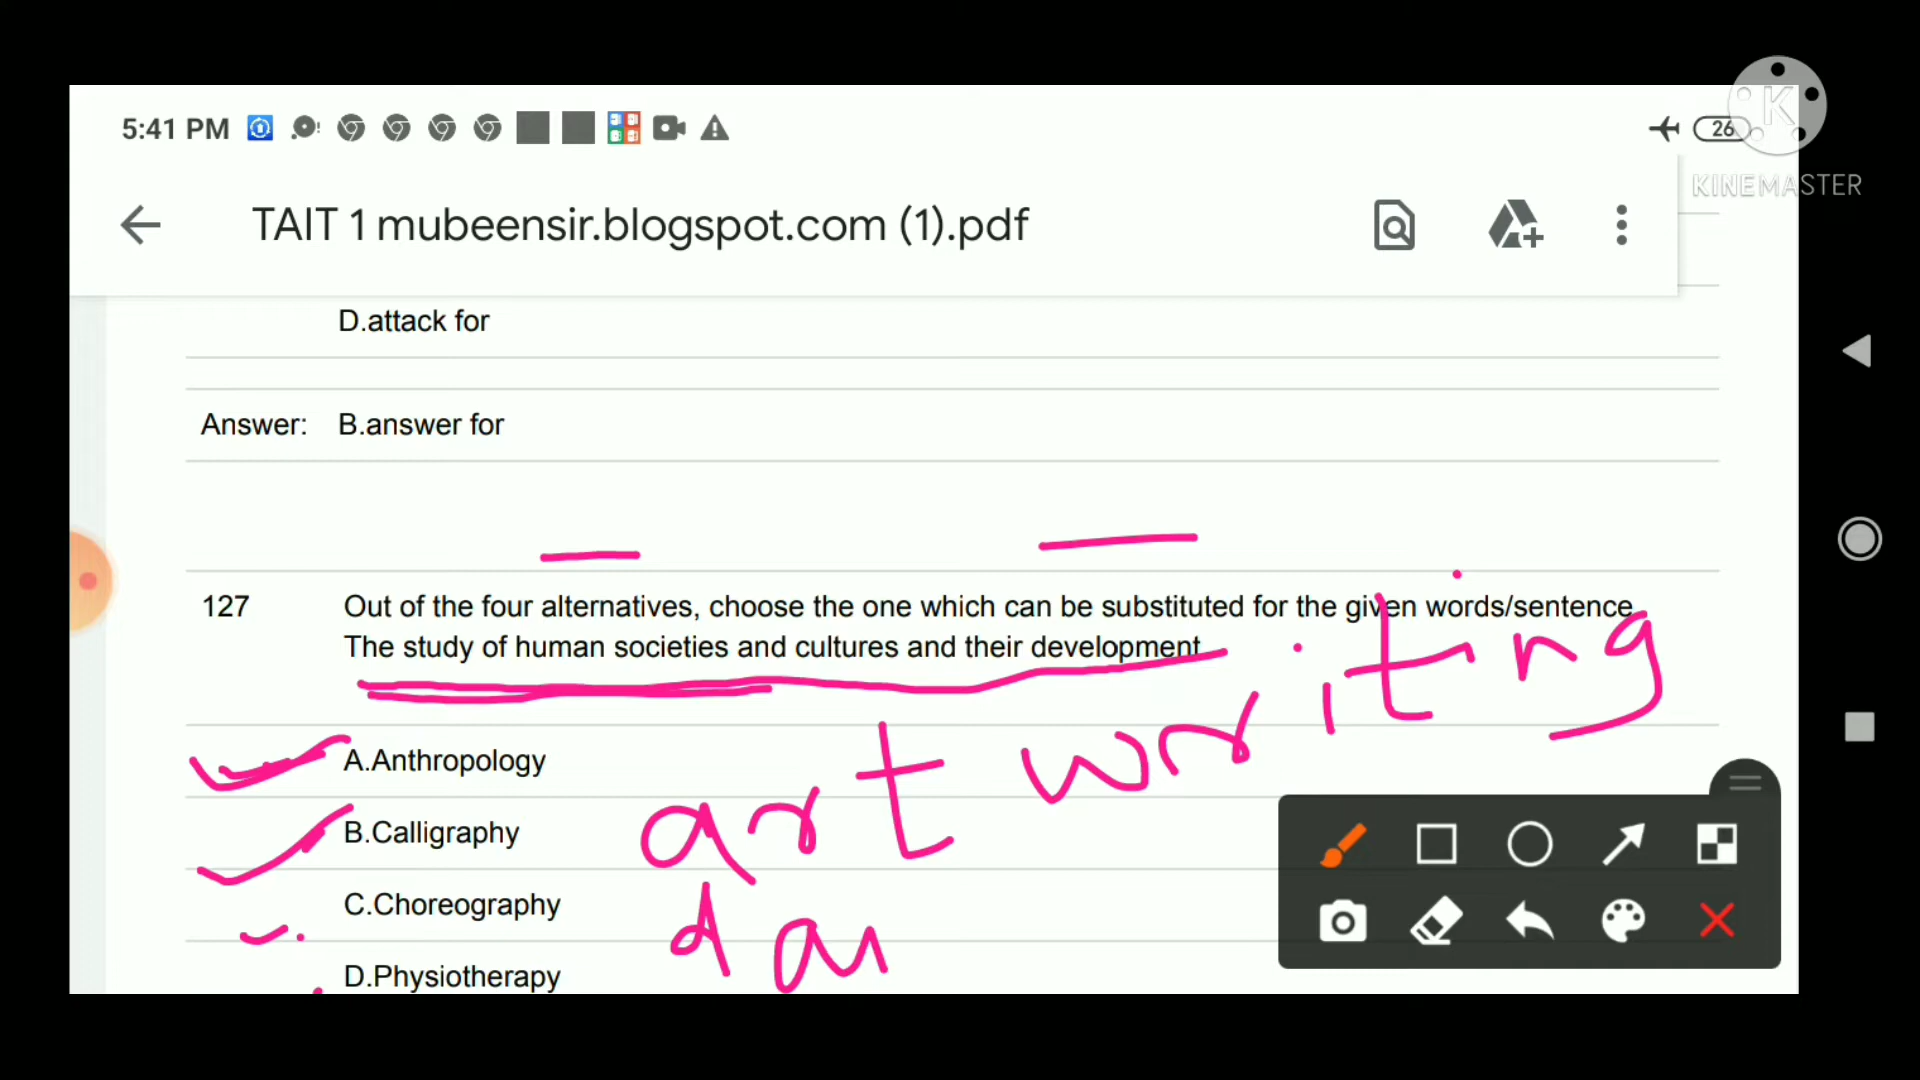 5:41 PM
26
KINEMASTER
TAIT 1 mubeensir.blogspot.com (1).pdf
D.attack for
Answer: B.answer for
127 Out of the four alternatives, choose the one which can be substituted for the given words/sentence
The study of human societies and cultures and their development
A.Anthropology
B.Calligraphy
art writing
C.Choreography
D.Physiotherapy